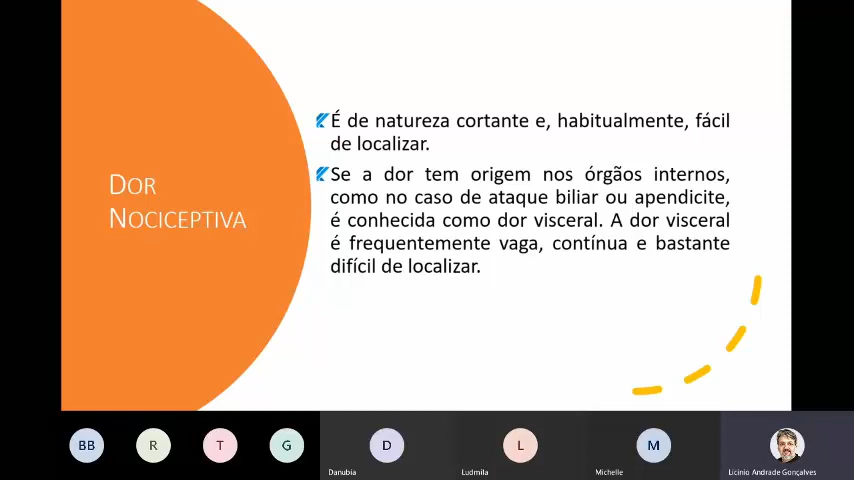 DOR
NOCICEPTIVA
É de natureza cortante e, habitualmente, fácil
de localizar.
Se a dor tem origem nos órgãos internos,
como no caso de ataque biliar ou apendicite,
é conhecida como dor visceral. A dor visceral
é frequentemente vaga, contínua e bastante
difícil de localizar.
BB
R
T
G
D
L
M
Danubia
Ludmila
Michelle
Licinio Andrade Gonçalves